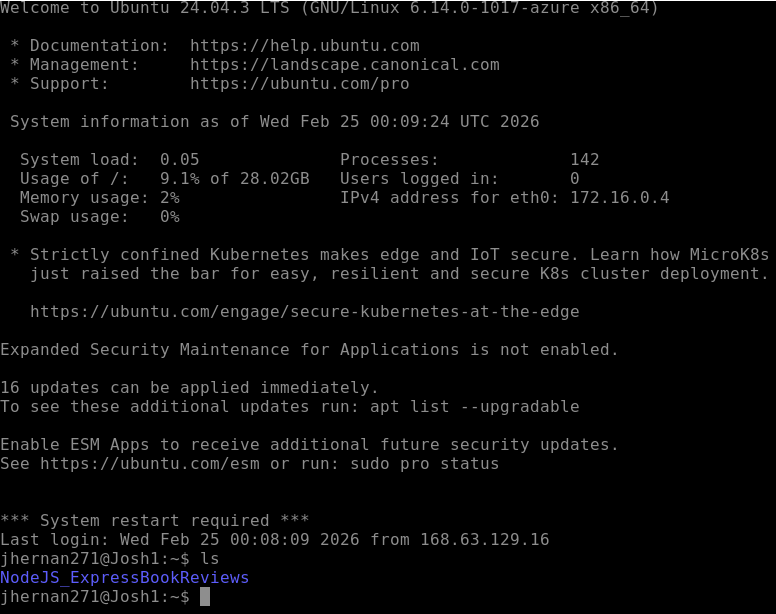 Welcome to Ubuntu 24.04.3 LTS (GNU/Linux 6.14.0-1017-azure x86_64)

 * Documentation:  https://help.ubuntu.com
 * Management:     https://landscape.canonical.com
 * Support:        https://ubuntu.com/pro

 System information as of Wed Feb 25 00:09:24 UTC 2026

  System load:  0.05              Processes:             142
  Usage of /:   9.1% of 28.02GB   Users logged in:       0
  Memory usage: 2%                IPv4 address for eth0: 172.16.0.4
  Swap usage:   0%

 * Strictly confined Kubernetes makes edge and IoT secure. Learn how MicroK8s
   just raised the bar for easy, resilient and secure K8s cluster deployment.

   https://ubuntu.com/engage/secure-kubernetes-at-the-edge

Expanded Security Maintenance for Applications is not enabled.

16 updates can be applied immediately.
To see these additional updates run: apt list --upgradable

Enable ESM Apps to receive additional future security updates.
See https://ubuntu.com/esm or run: sudo pro status


*** System restart required ***
Last login: Wed Feb 25 00:08:09 2026 from 168.63.129.16
jhernan271@Josh1:~$ ls
NodeJS_ExpressBookReviews
jhernan271@Josh1:~$